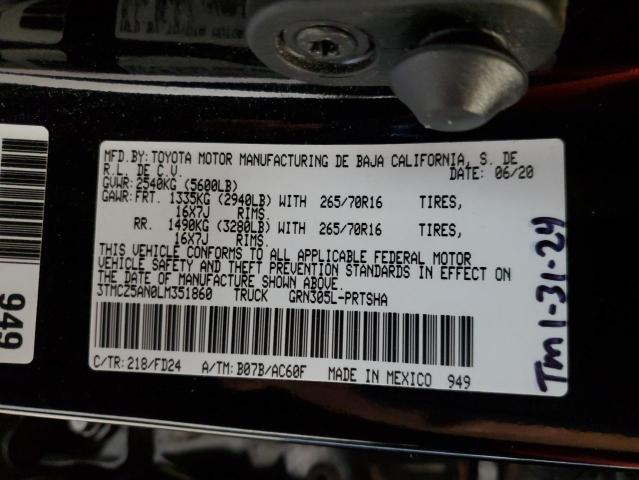 MFD.BY: TOYOTA MOTOR MANUFACTURING DE BAJA CALIFORNIA, S. DE
R.L. DE C.V. DATE: 06/20
GVWR: 2540KG (5600LB)
GAWR: FRT. 1335KG (2940LB) WITH 265/70R16 TIRES,
16X7J RIMS.
RR. 1490KG (3280LB) WITH 265/70R16 TIRES,
16X7J RIMS.
THIS VEHICLE CONFORMS TO ALL APPLICABLE FEDERAL MOTOR
VEHICLE SAFETY AND THEFT PREVENTION STANDARDS IN EFFECT ON
THE DATE OF MANUFACTURE SHOWN ABOVE.
3TMCZ5AN0LM351860 TRUCK GRN305L-PRTSHA
C/TR: 218/FD24 A/TM: B07B/AC60F MADE IN MEXICO 949
Tm 1-31-24
949